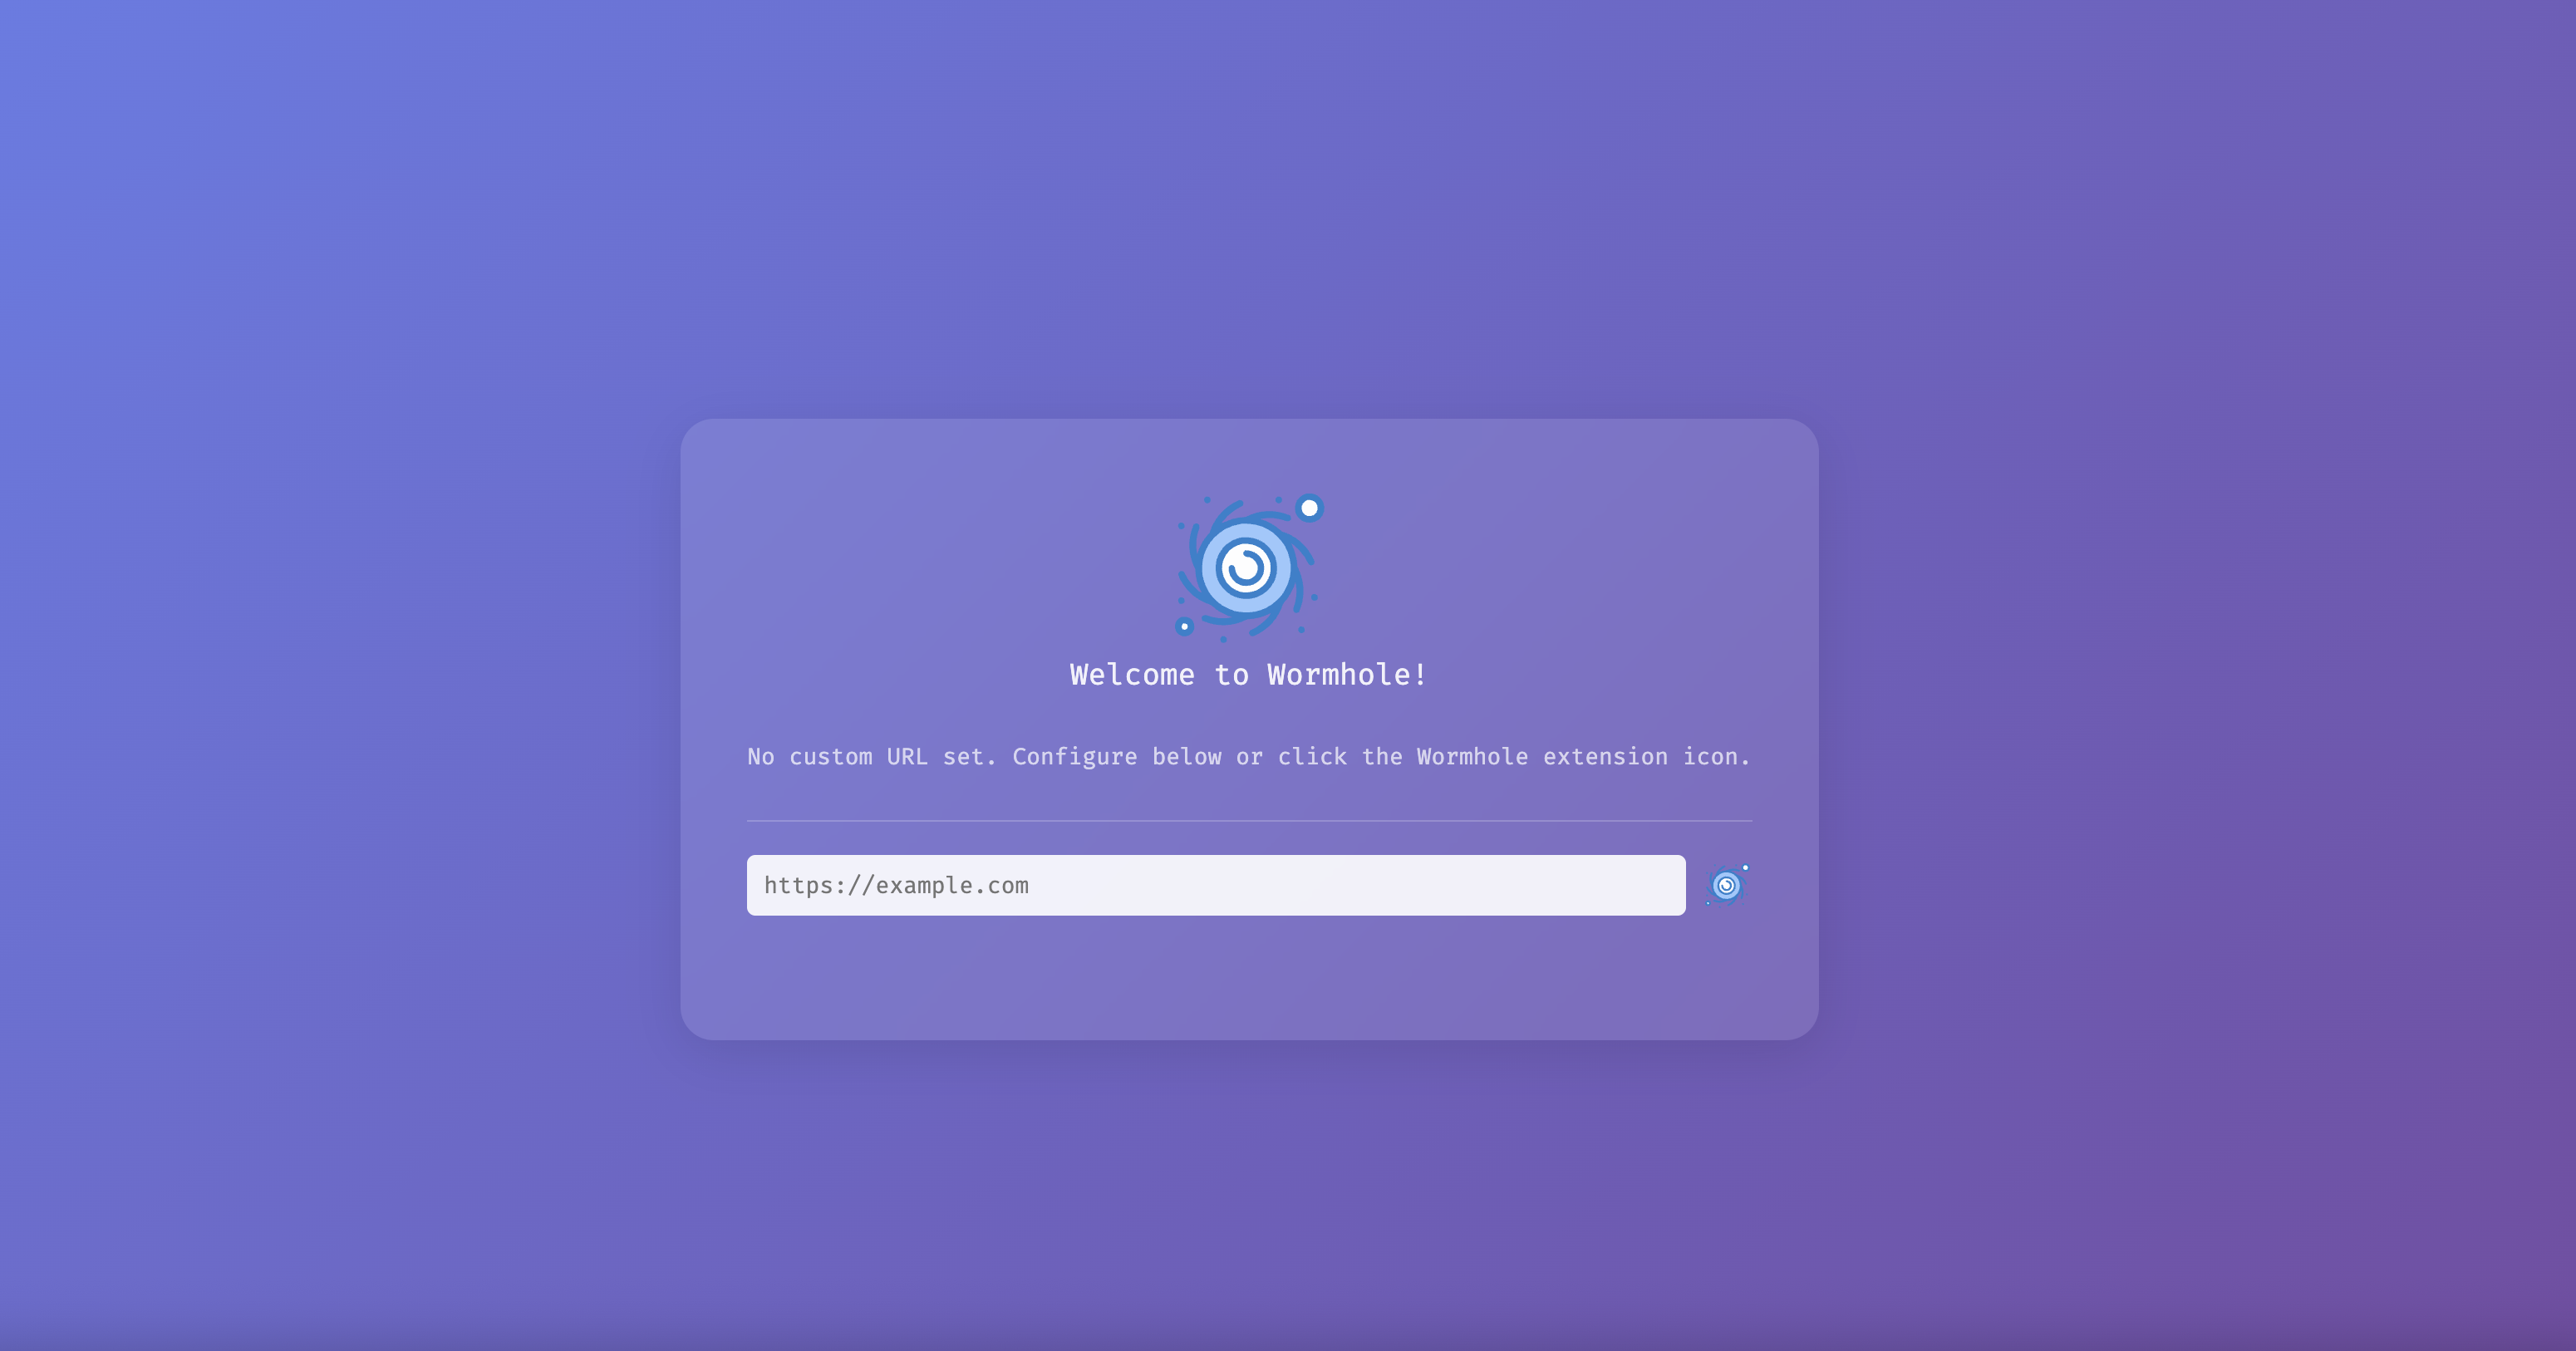 Welcome to Wormhole!
No custom URL set. Configure below or click the Wormhole extension icon.
https://example.com